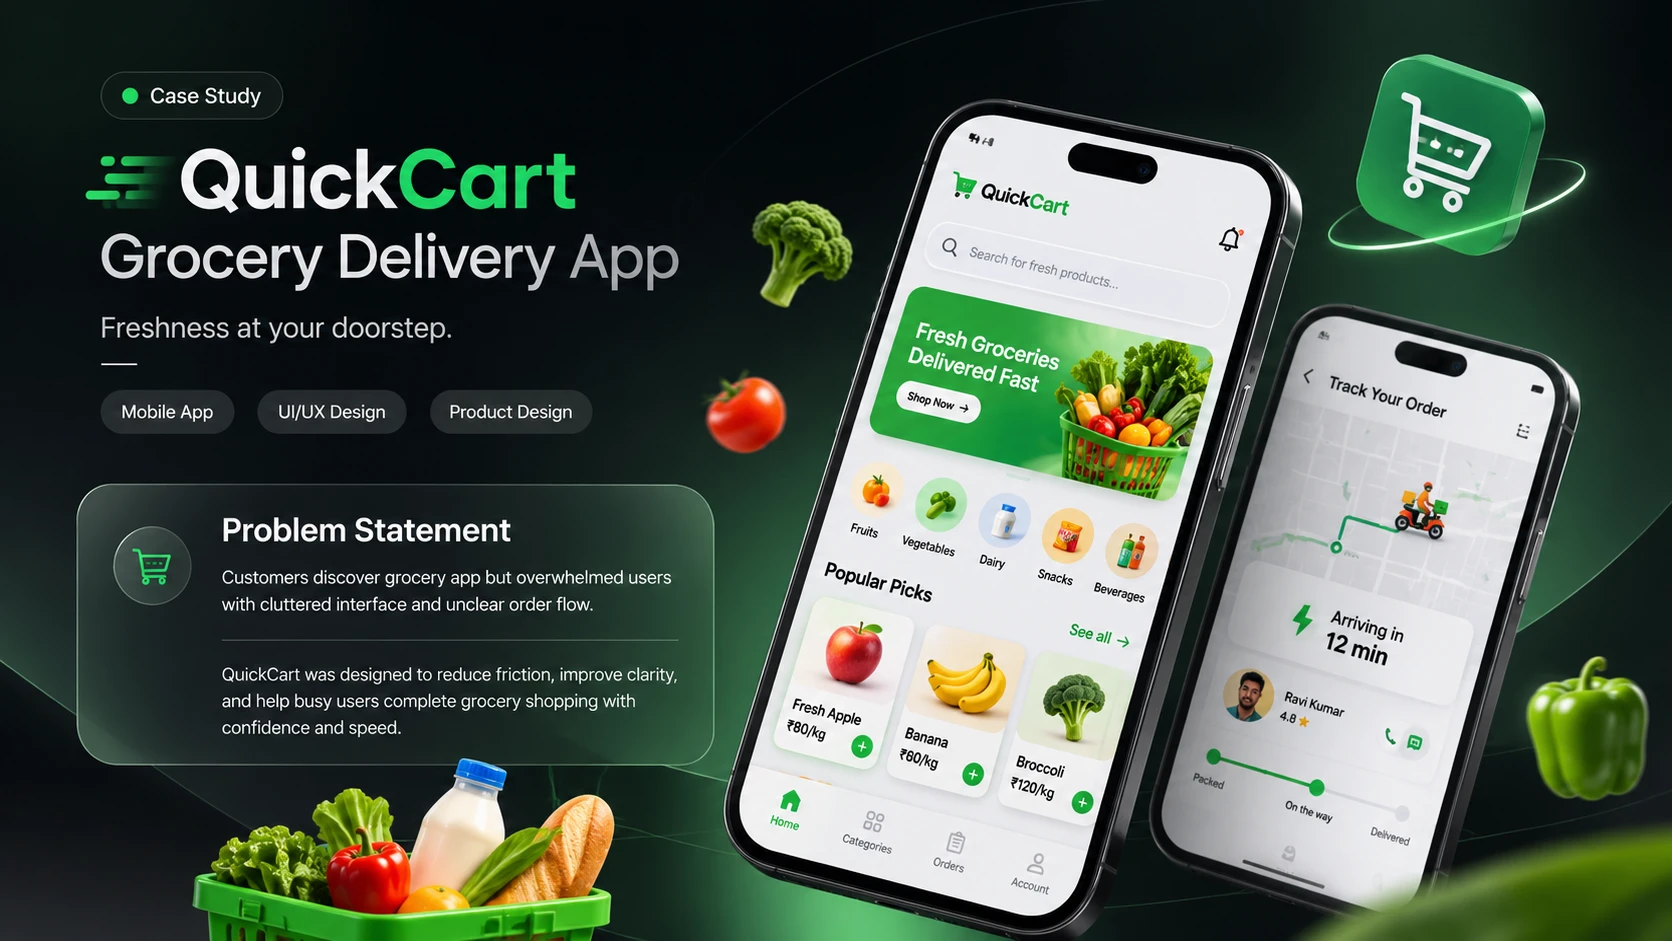 Case Study
QuickCart
Grocery Delivery App
Freshness at your doorstep.
Mobile App
UI/UX Design
Product Design
Problem Statement
Customers discover grocery app but overwhelmed users
with cluttered interface and unclear order flow.
QuickCart was designed to reduce friction, improve clarity,
and help busy users complete grocery shopping with
confidence and speed.
QuickCart
Search for fresh products...
Fresh Groceries
Delivered Fast
Shop Now →
Fruits
Vegetables
Dairy
Snacks
Beverages
Popular Picks
See all →
Fresh Apple
₹80/kg
Banana
₹60/kg
Broccoli
₹120/kg
Home
Categories
Orders
Account
Track Your Order
Arriving in
12 min
Ravi Kumar
4.8
Packed
On the way
Delivered